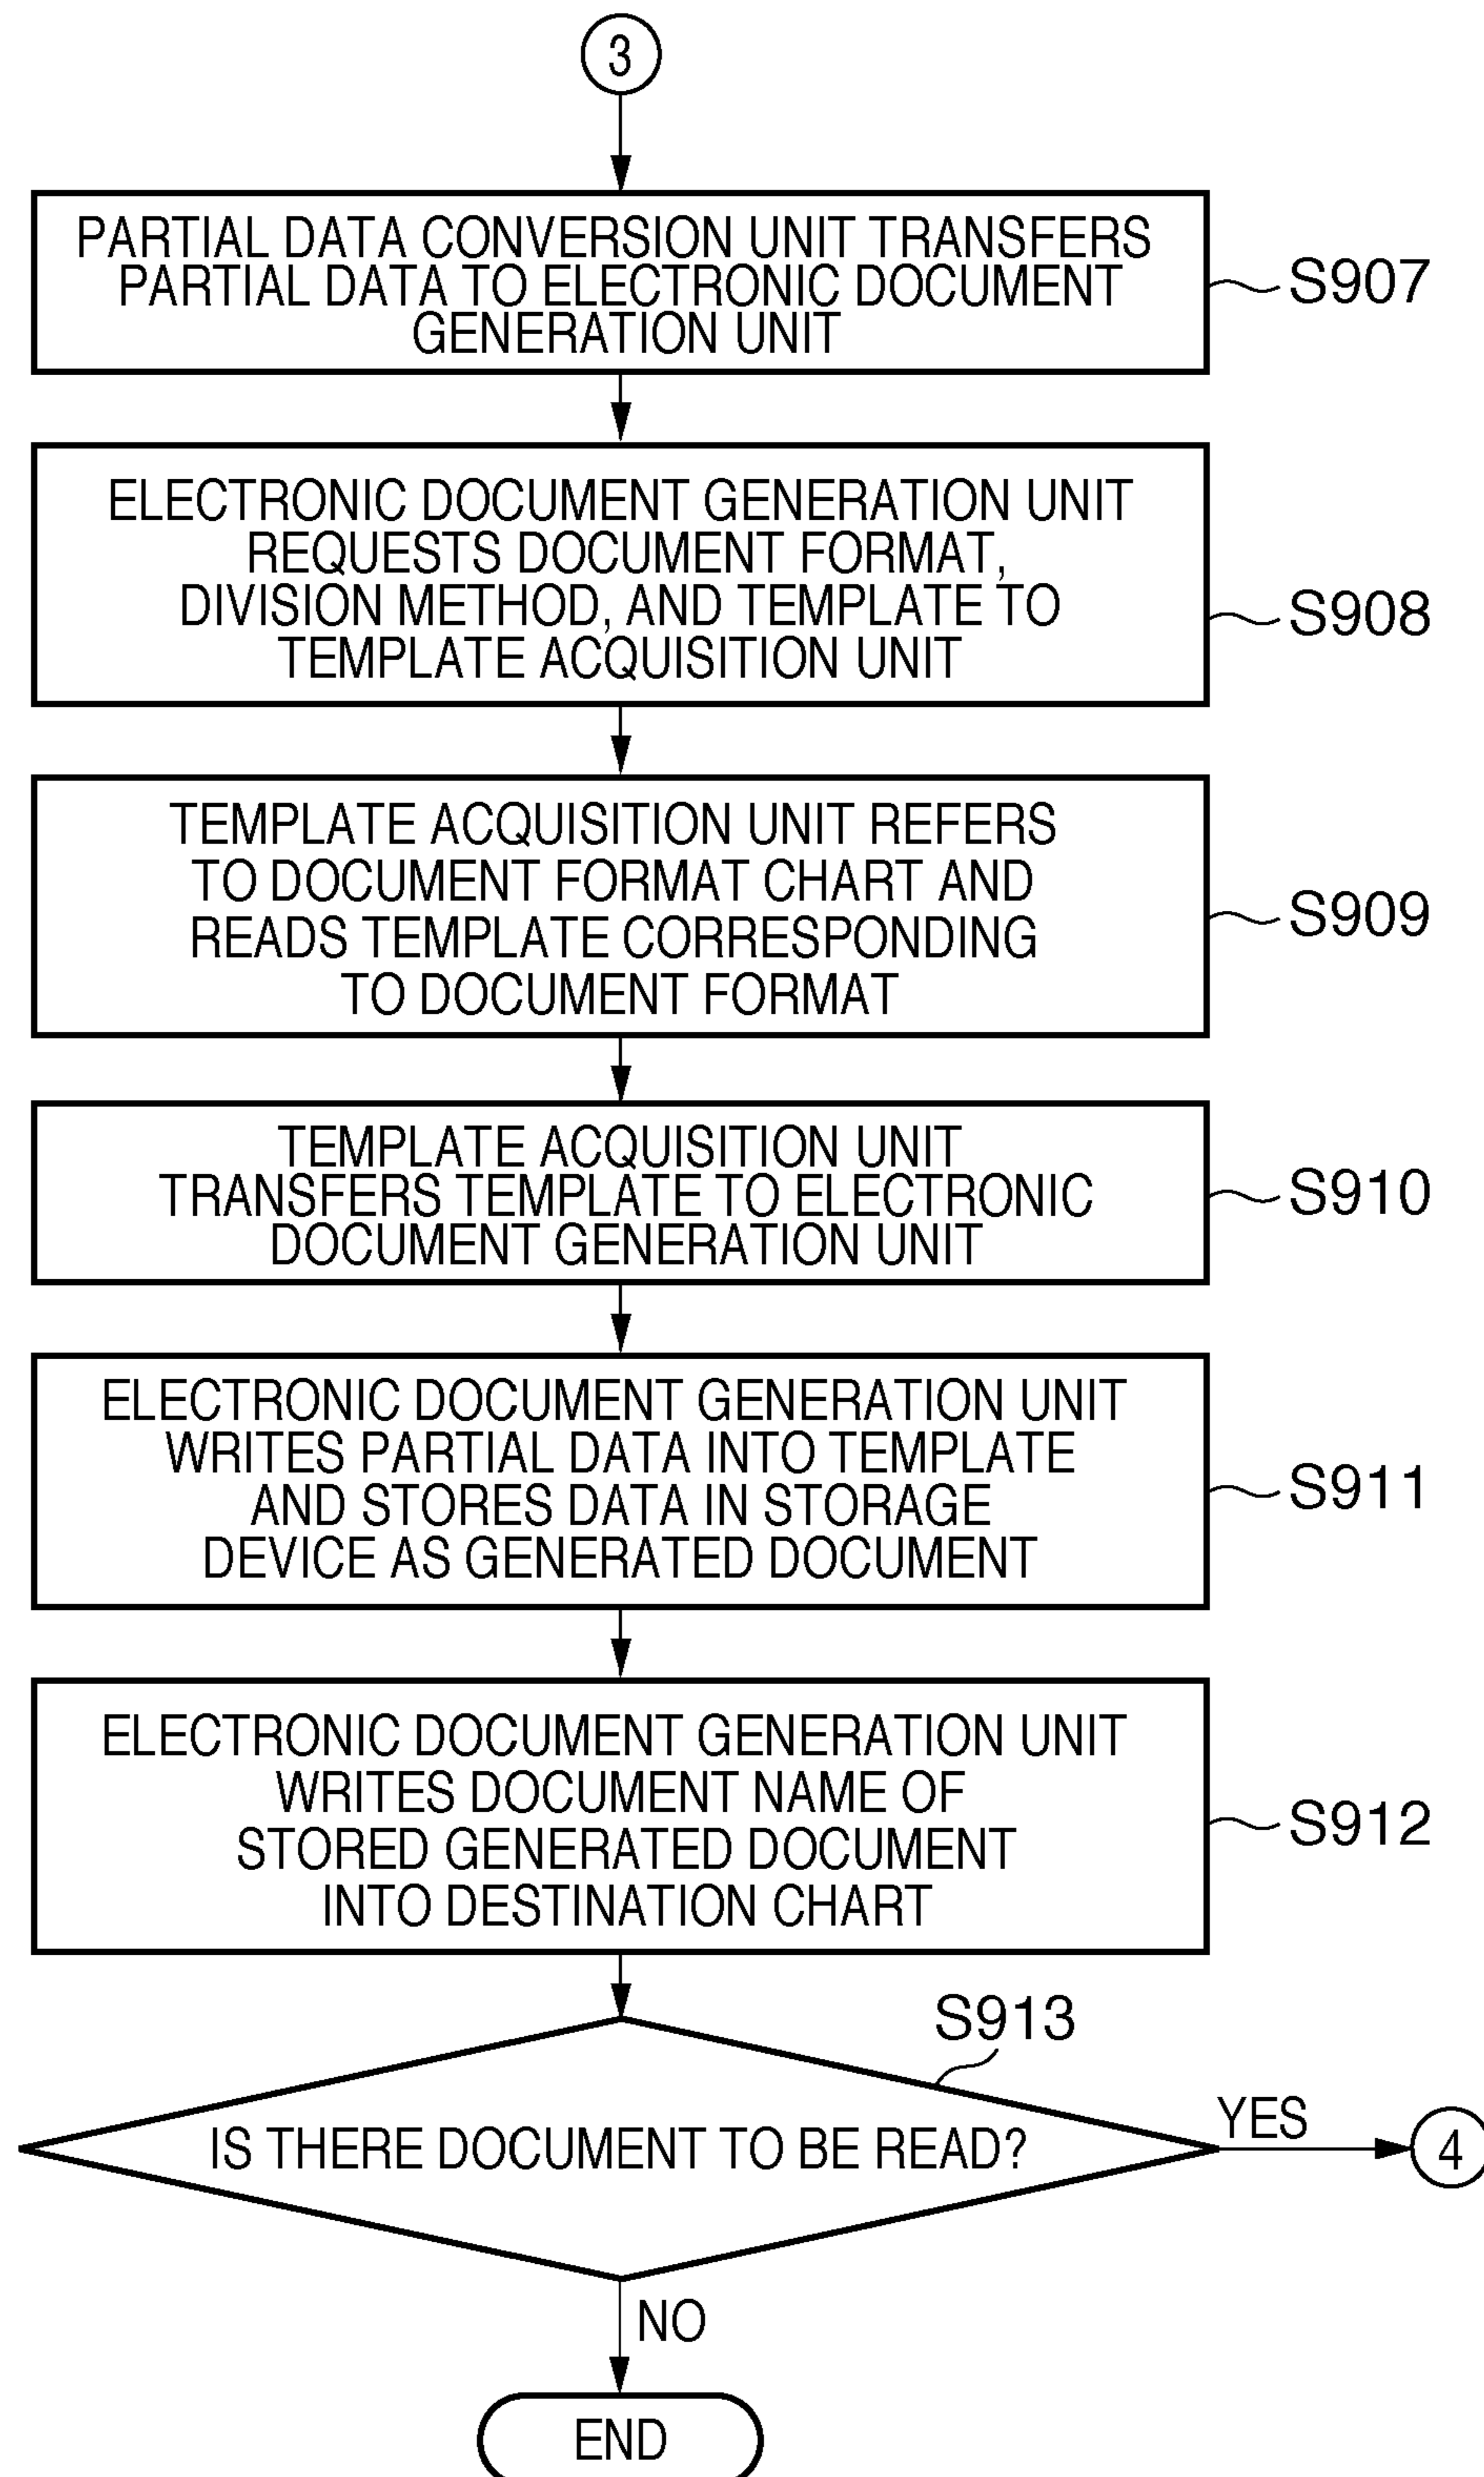 3
PARTIAL DATA CONVERSION UNIT TRANSFERS
PARTIAL DATA TO ELECTRONIC DOCUMENT
GENERATION UNIT
S907
ELECTRONIC DOCUMENT GENERATION UNIT
REQUESTS DOCUMENT FORMAT,
DIVISION METHOD, AND TEMPLATE TO
TEMPLATE ACQUISITION UNIT
S908
TEMPLATE ACQUISITION UNIT REFERS
TO DOCUMENT FORMAT CHART AND
READS TEMPLATE CORRESPONDING
TO DOCUMENT FORMAT
S909
TEMPLATE ACQUISITION UNIT
TRANSFERS TEMPLATE TO ELECTRONIC
DOCUMENT GENERATION UNIT
S910
ELECTRONIC DOCUMENT GENERATION UNIT
WRITES PARTIAL DATA INTO TEMPLATE
AND STORES DATA IN STORAGE
DEVICE AS GENERATED DOCUMENT
S911
ELECTRONIC DOCUMENT GENERATION UNIT
WRITES DOCUMENT NAME OF
STORED GENERATED DOCUMENT
INTO DESTINATION CHART
S912
S913
IS THERE DOCUMENT TO BE READ?
YES
4
NO
END